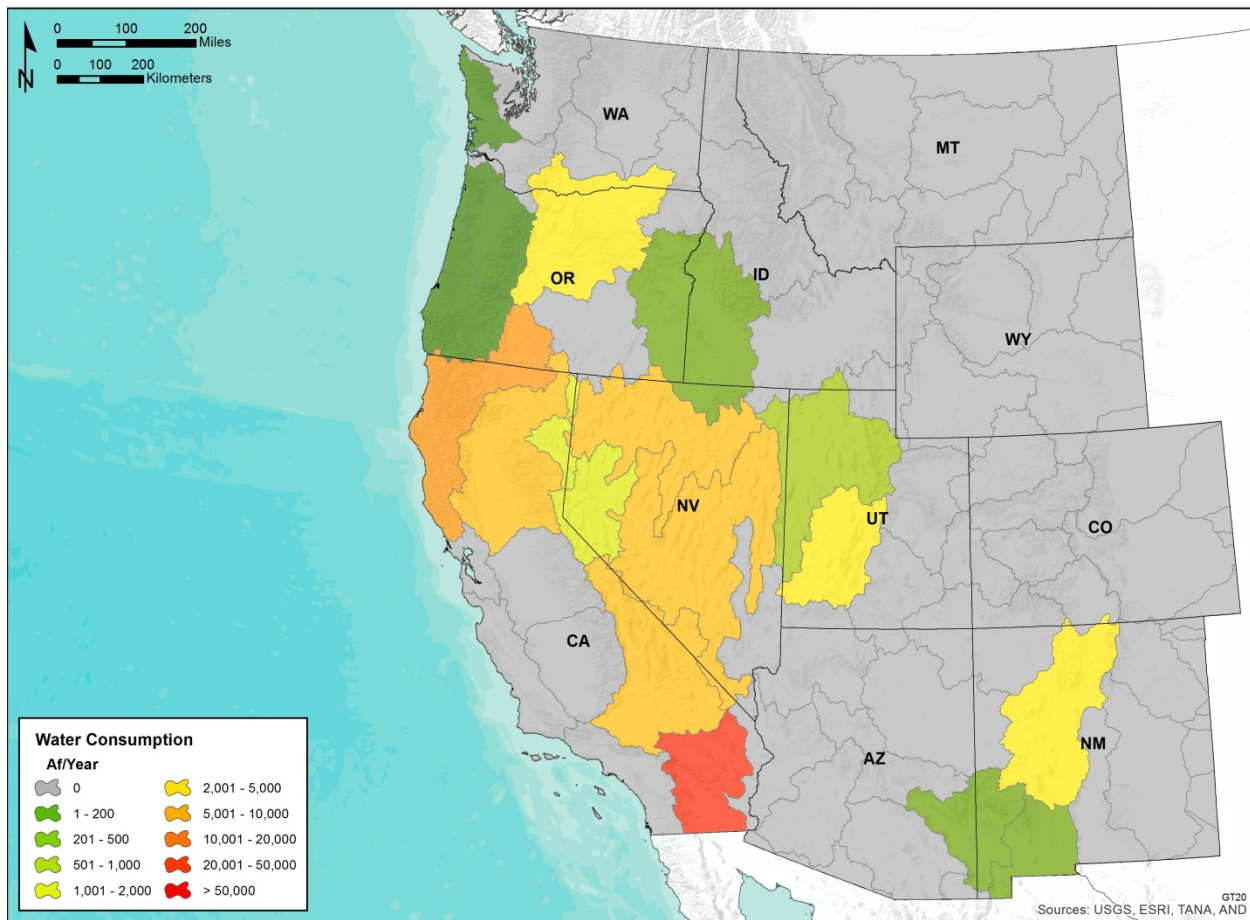 0 100 200
Miles
0 100 200
Kilometers
N
WA
MT
OR
ID
WY
NV
UT
CO
CA
AZ
NM
Water Consumption
Af/Year
0
1 - 200
201 - 500
501 - 1,000
1,001 - 2,000
2,001 - 5,000
5,001 - 10,000
10,001 - 20,000
20,001 - 50,000
> 50,000
GT20
Sources: USGS, ESRI, TANA, AND